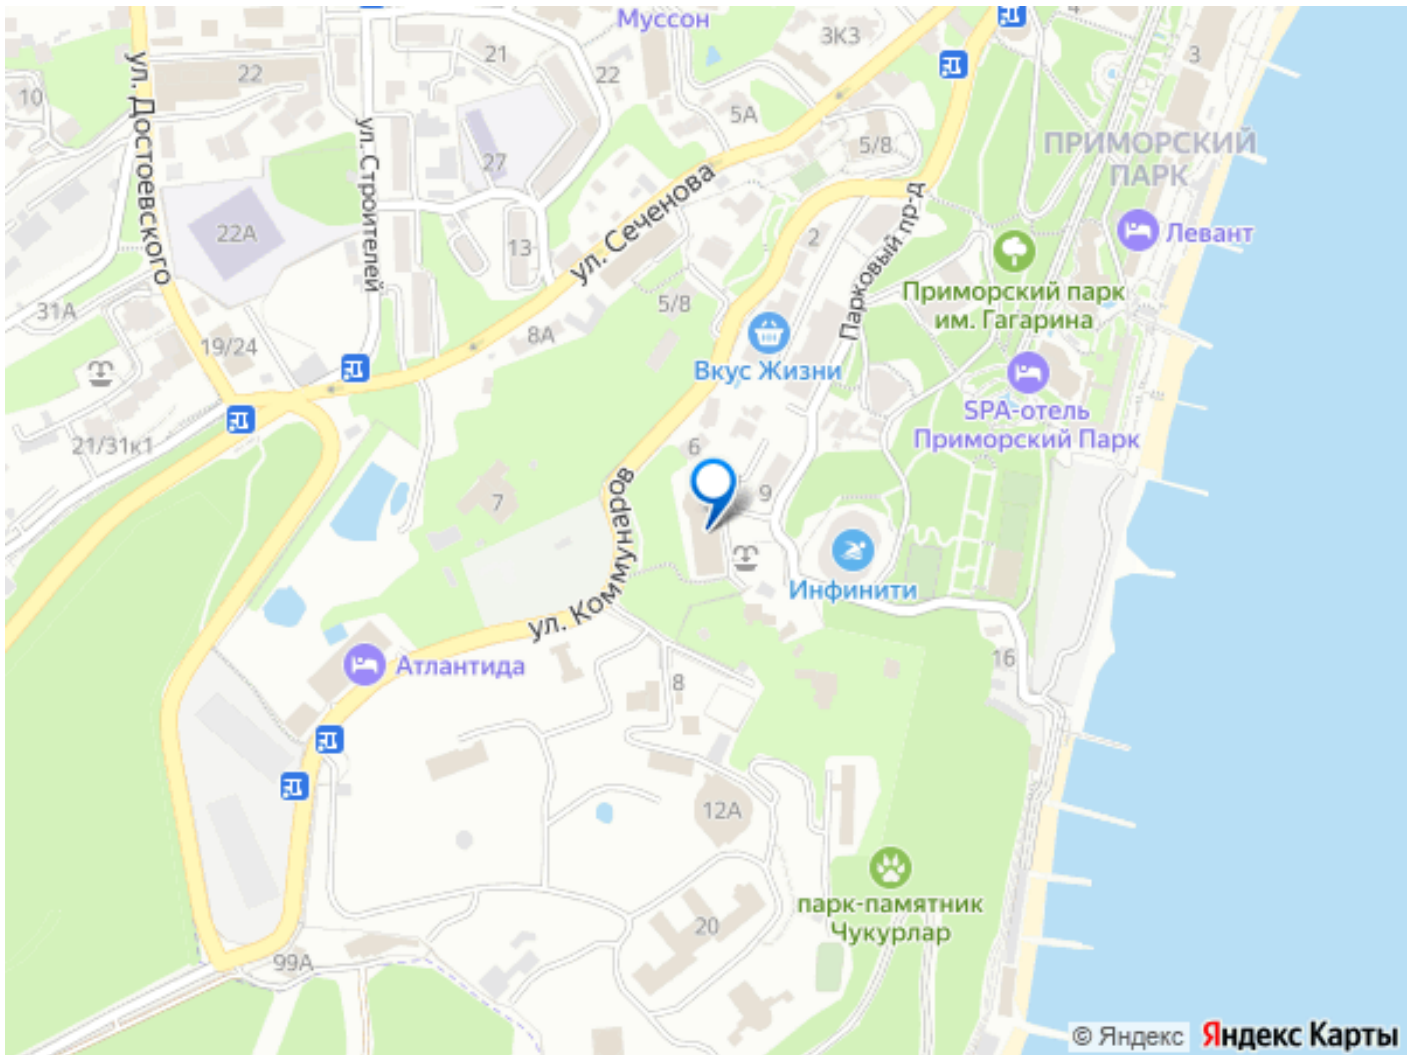 Муссон
3К3
4
3
21
22
22
10
5А
ул. Достоевского
ул. Строителей
27
5/8
ПРИМОРСКИЙ
ПАРК
ул. Сеченова
Парковый пр-д
22А
13
2
Левант
Приморский парк
им. Гагарина
31А
5/8
8А
19/24
Вкус Жизни
SPA-отель
Приморский Парк
21/31к1
6
7
9
ул. Коммунаров
Инфинити
Атлантида
8
16
12А
парк-памятник
Чукурлар
20
99А
© Яндекс Яндекс Карты